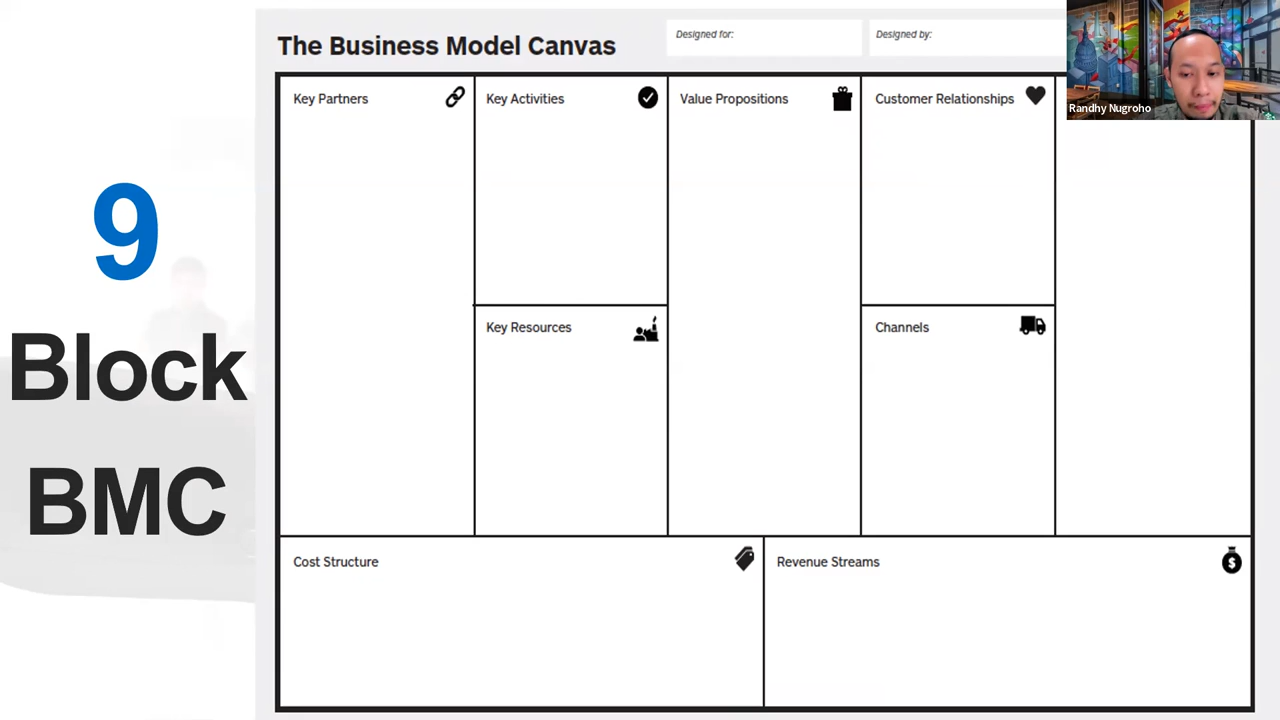 The Business Model Canvas
Designed for:
Designed by:
Randhy Nugroho
Key Partners
Key Activities
Value Propositions
Customer Relationships
Key Resources
Channels
Cost Structure
Revenue Streams
$
9
Block
BMC